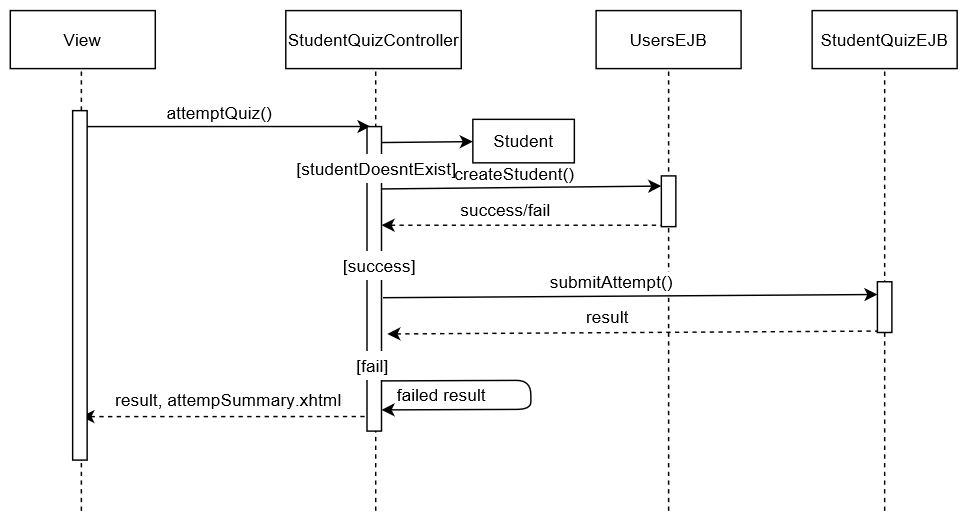 View
StudentQuizController
UsersEJB
StudentQuizEJB
attemptQuiz()
Student
[studentDoesntExist]
createStudent()
success/fail
[success]
submitAttempt()
result
[fail]
failed result
result, attempSummary.xhtml